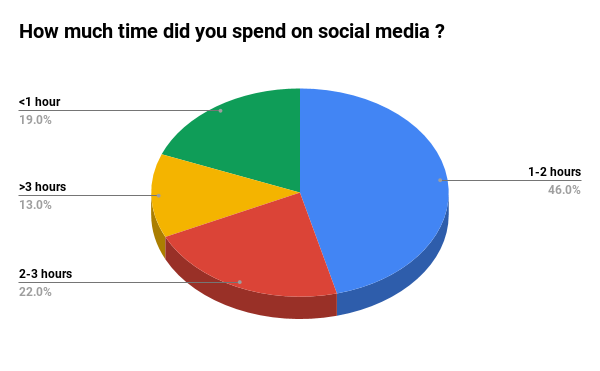 How much time did you spend on social media ?
<1 hour
19.0%
>3 hours
13.0%
2-3 hours
22.0%
1-2 hours
46.0%